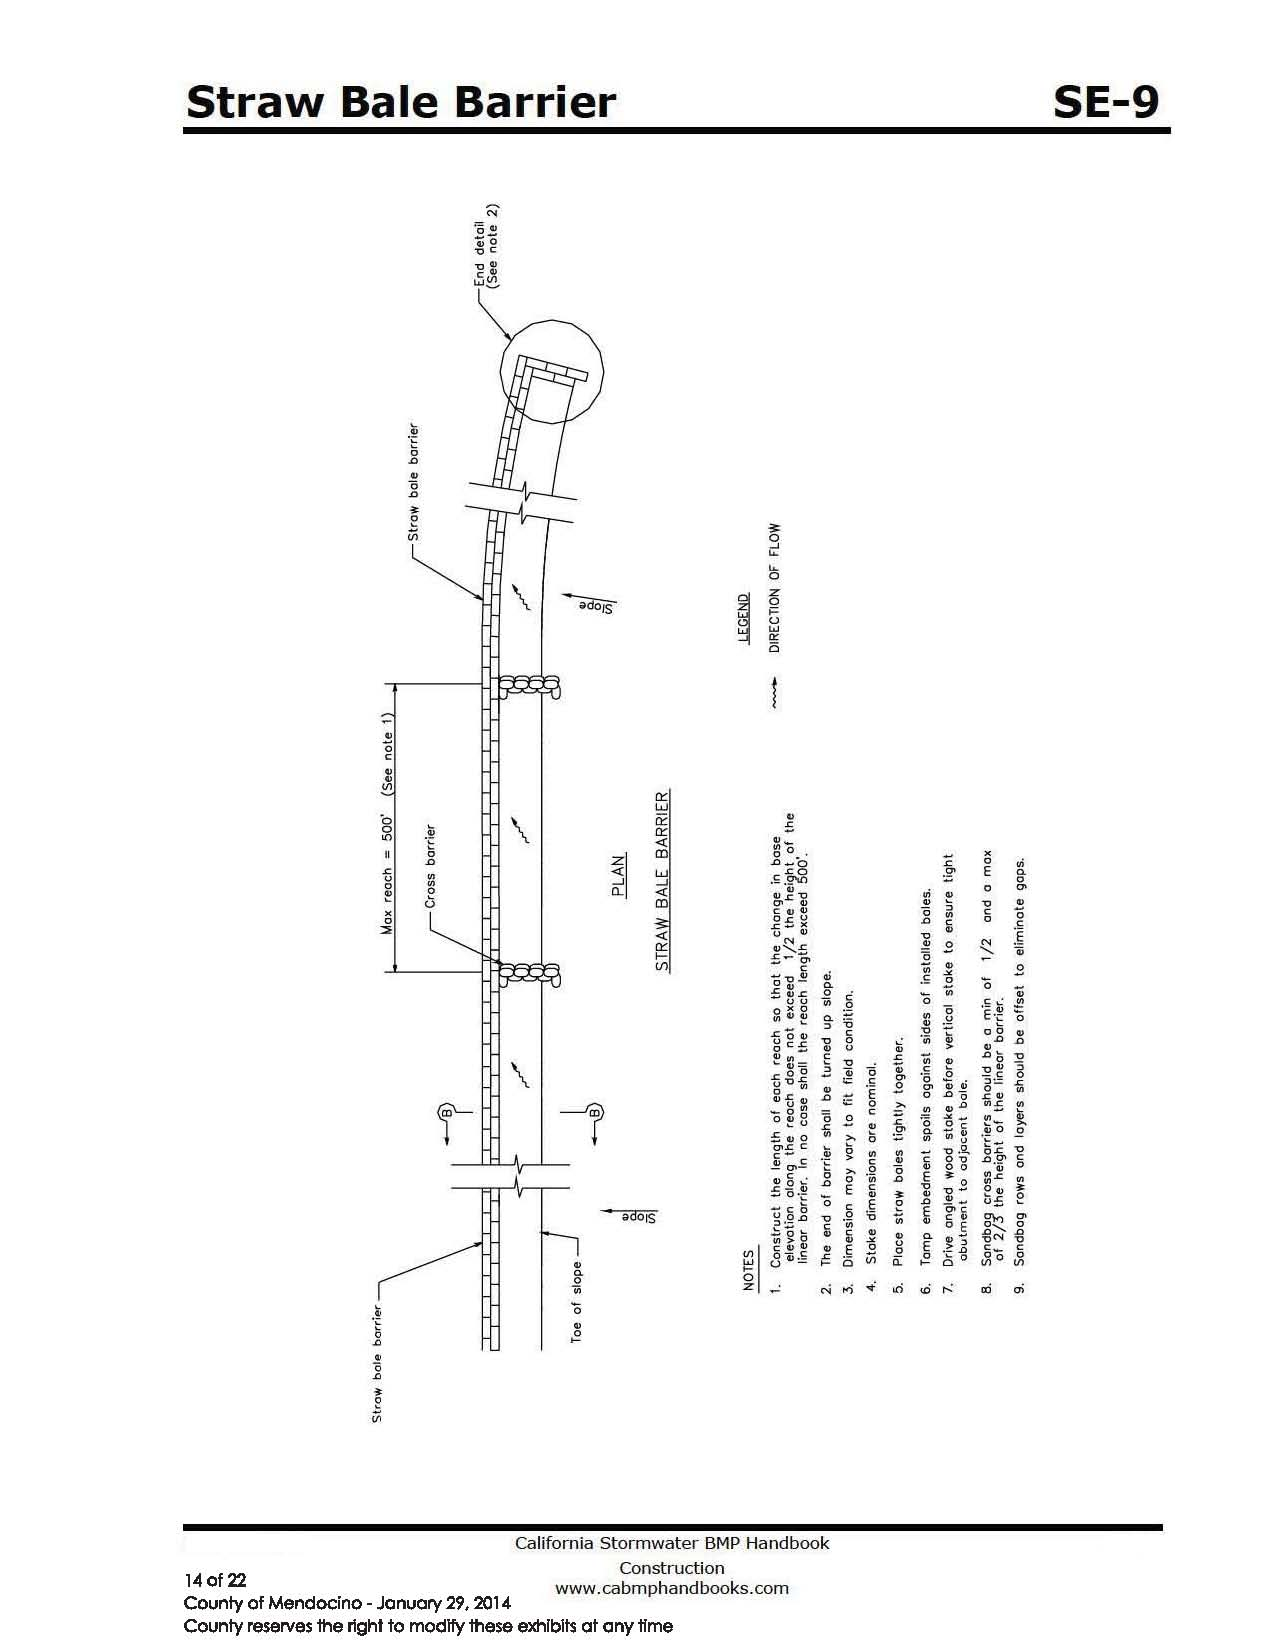 Straw Bale Barrier SE-9
End detail
(See note 2)
Straw bale barrier
Max reach = 500' (See note 1)
Cross barrier
Slope
B
B
Slope
Straw bale barrier
Toe of slope
PLAN
STRAW BALE BARRIER
LEGEND
DIRECTION OF FLOW
NOTES
1. Construct the length of each reach so that the change in base
elevation along the reach does not exceed 1/2 the height of the
linear barrier. In no case shall the reach length exceed 500'.
2. The end of barrier shall be turned up slope.
3. Dimension may vary to fit field condition.
4. Stake dimensions are nominal.
5. Place straw bales tightly together.
6. Tamp embedment spoils against sides of installed bales.
7. Drive angled wood stake before vertical stake to ensure tight
abutment to adjacent bale.
8. Sandbag cross barriers should be a min of 1/2 and a max
of 2/3 the height of the linear barrier.
9. Sandbag rows and layers should be offset to eliminate gaps.
California Stormwater BMP Handbook
Construction
www.cabmphandbooks.com
14 of 22
County of Mendocino - January 29, 2014
County reserves the right to modify these exhibits at any time